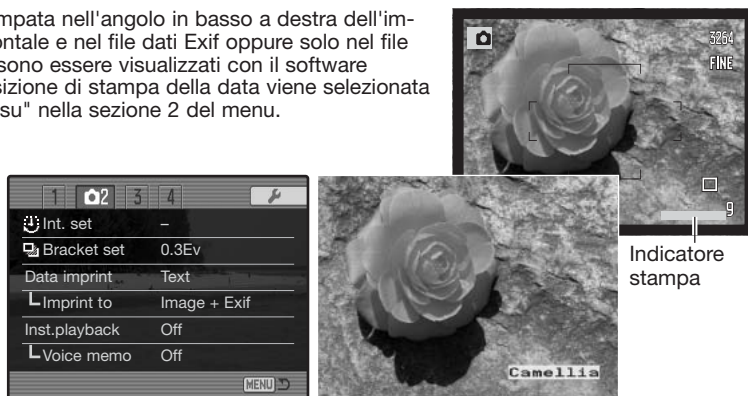 mpata nell'angolo in basso a destra dell'im-
ontale e nel file dati Exif oppure solo nel file
sono essere visualizzati con il software
sizione di stampa della data viene selezionata
su" nella sezione 2 del menu.
3264
FINE
9
Indicatore
stampa
1 2 3 4
Int. set –
Bracket set 0.3Ev
Data imprint Text
Imprint to Image + Exif
Inst.playback Off
Voice memo Off
MENU
Camellia